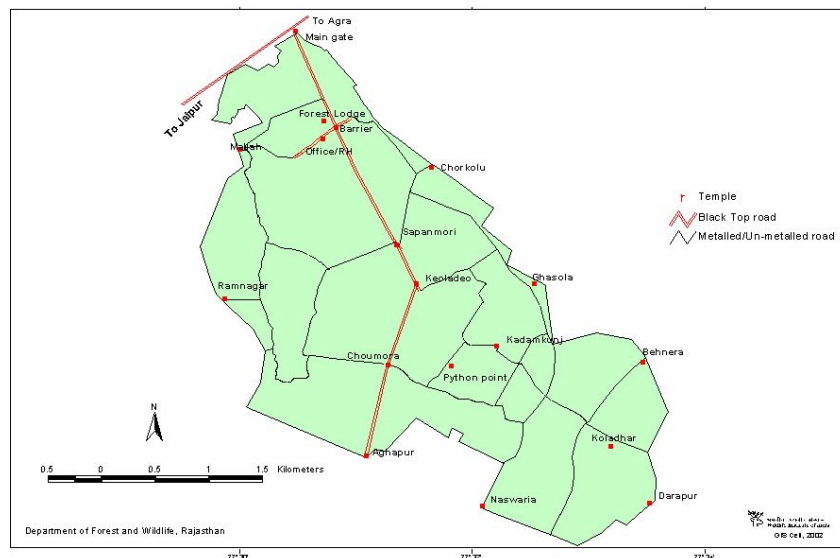 To Agra
Main gate
To Jaipur
Forest Lodge
Barrier
Mallah
Office/RH
Chorkolu
Temple
Black Top road
Metalled/Un-metalled road
Sapanmori
Keoladeo
Ghasola
Ramnagar
Kadamkunj
Choumora
Behnera
Python point
N
Koladhar
Aghapur
0.5 0 0.5 1 1.5 Kilometers
Naswaria
Darapur
Department of Forest and Wildlife, Rajasthan
GIS Cell, 2002